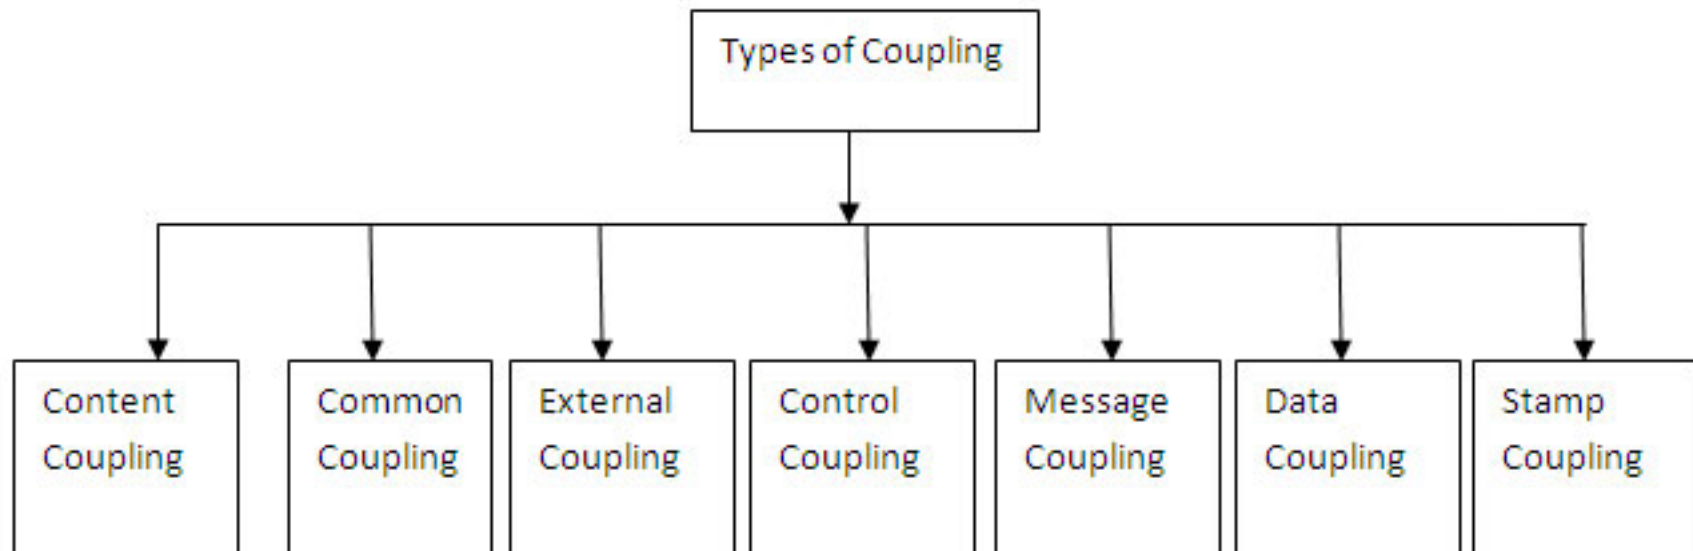 Types of Coupling
Content
Coupling
Common
Coupling
External
Coupling
Control
Coupling
Message
Coupling
Data
Coupling
Stamp
Coupling